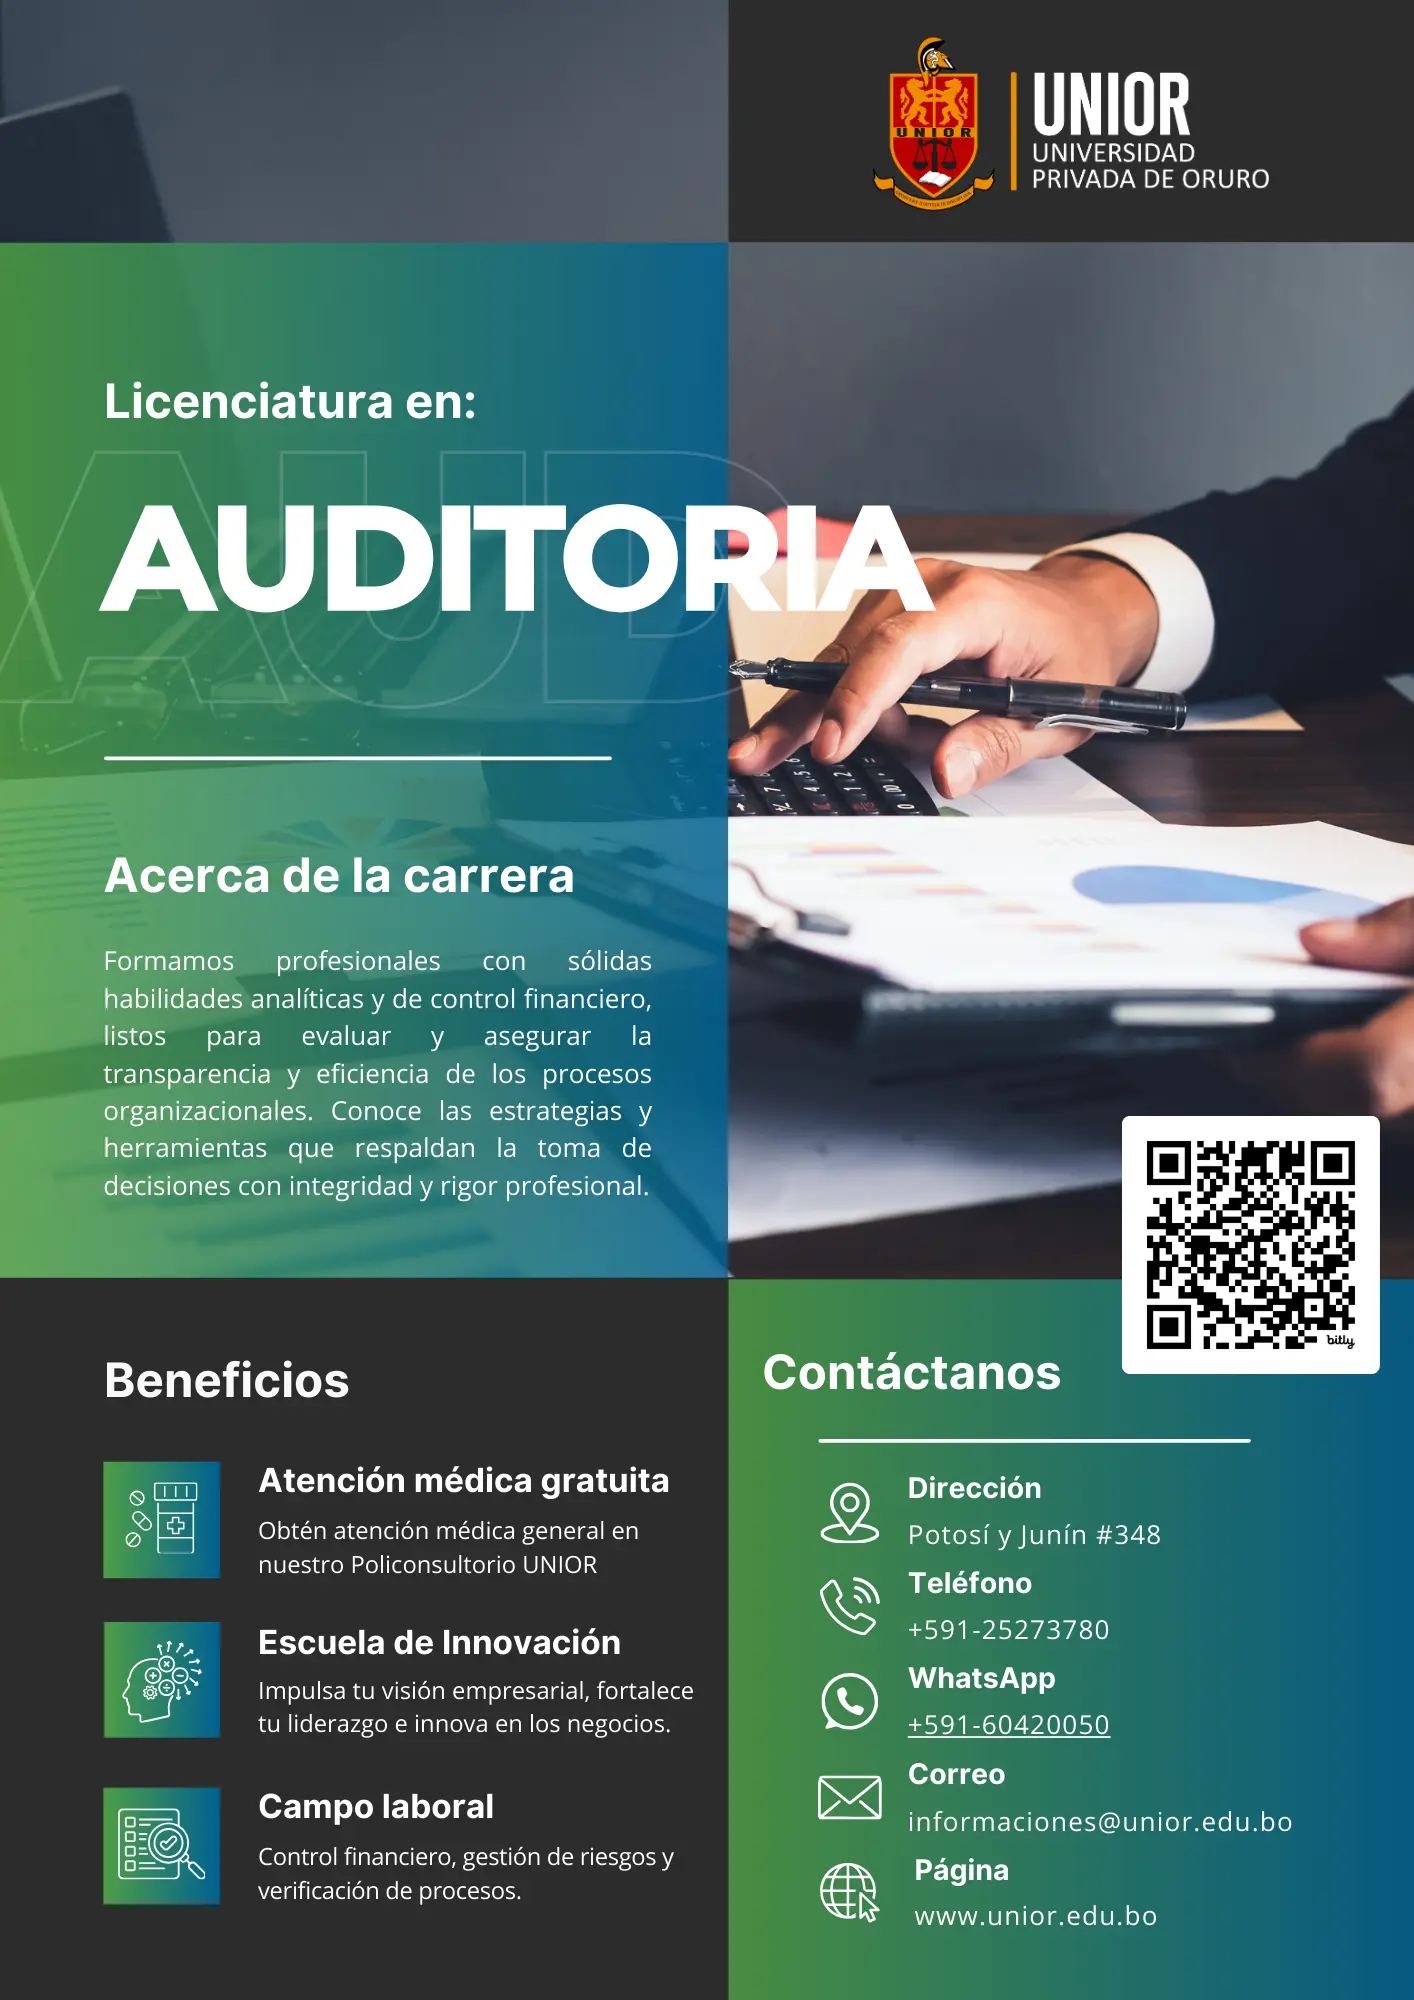 UNIOR
UNIOR
UNIVERSIDAD
PRIVADA DE ORURO
Licenciatura en:
AUD
AUDITORIA
Acerca de la carrera
Formamos profesionales con sólidas
habilidades analíticas y de control financiero,
listos para evaluar y asegurar la
transparencia y eficiencia de los procesos
organizacionales. Conoce las estrategias y
herramientas que respaldan la toma de
decisiones con integridad y rigor profesional.
bitly
Beneficios
Atención médica gratuita
Obtén atención médica general en
nuestro Policonsultorio UNIOR
Escuela de Innovación
Impulsa tu visión empresarial, fortalece
tu liderazgo e innova en los negocios.
Campo laboral
Control financiero, gestión de riesgos y
verificación de procesos.
Contáctanos
Dirección
Potosí y Junín #348
Teléfono
+591-25273780
WhatsApp
+591-60420050
Correo
informaciones@unior.edu.bo
Página
www.unior.edu.bo